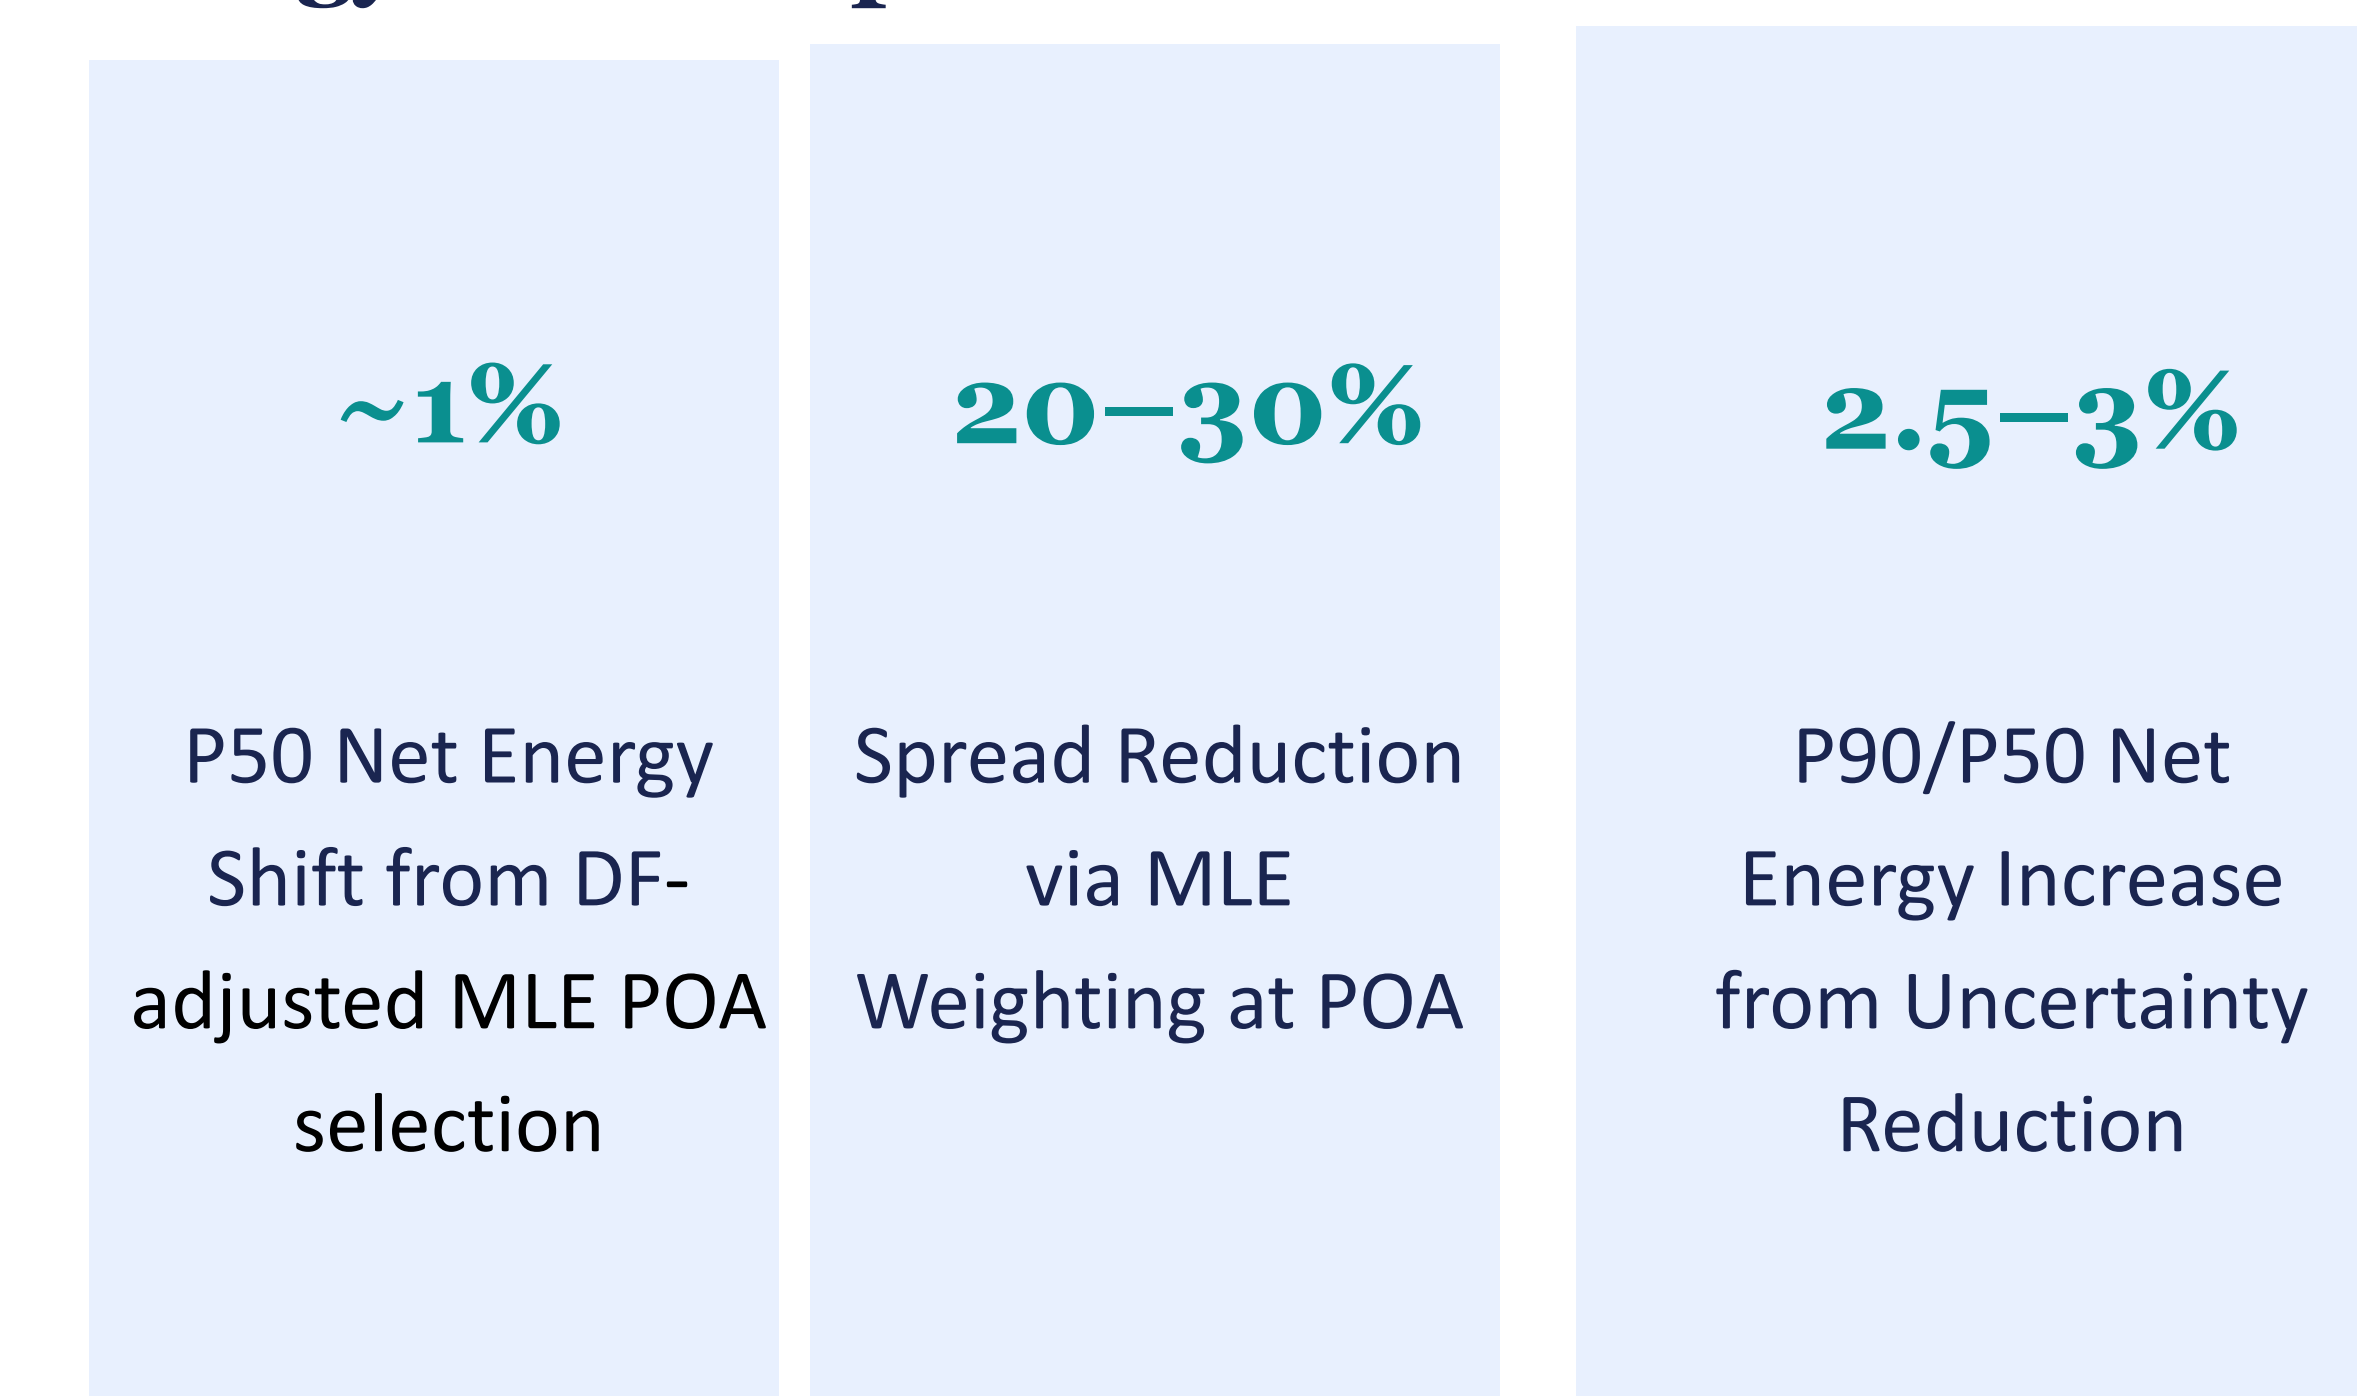 ~1%
P50 Net Energy
Shift from DF-
adjusted MLE POA
selection
20–30%
Spread Reduction
via MLE
Weighting at POA
2.5–3%
P90/P50 Net
Energy Increase
from Uncertainty
Reduction